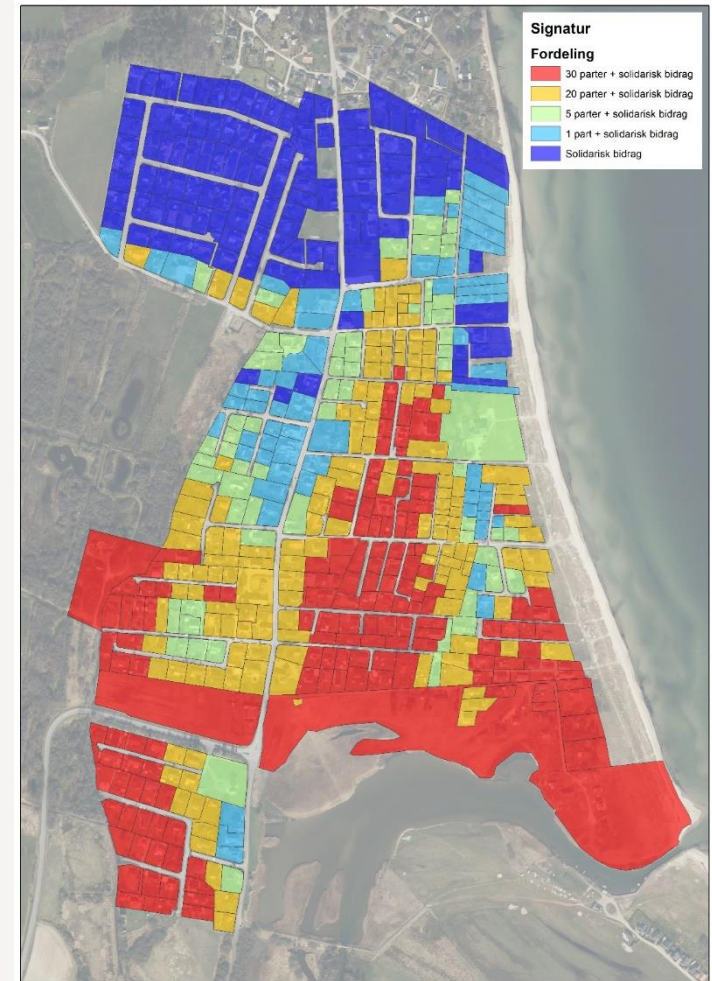 Signatur
Fordeling
30 parter + solidarisk bidrag
20 parter + solidarisk bidrag
5 parter + solidarisk bidrag
1 part + solidarisk bidrag
Solidarisk bidrag